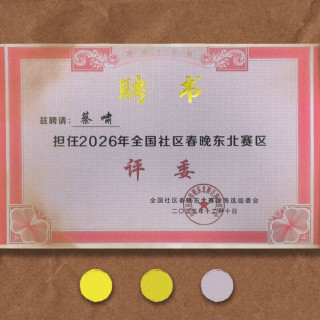 聘书
兹聘请：蔡 啸
担任2026年全国社区春晚东北赛区
评 委
全国社区春晚东北赛区海选组委会
二〇二五年十二月十日